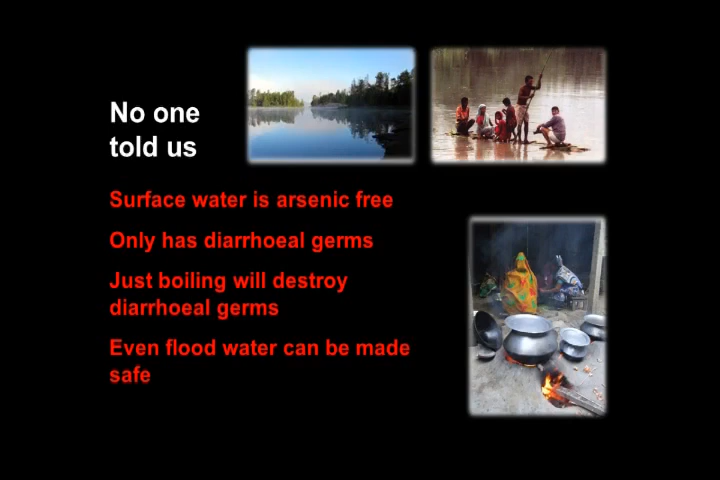 No one
told us
Surface water is arsenic free
Only has diarrhoeal germs
Just boiling will destroy
diarrhoeal germs
Even flood water can be made
safe